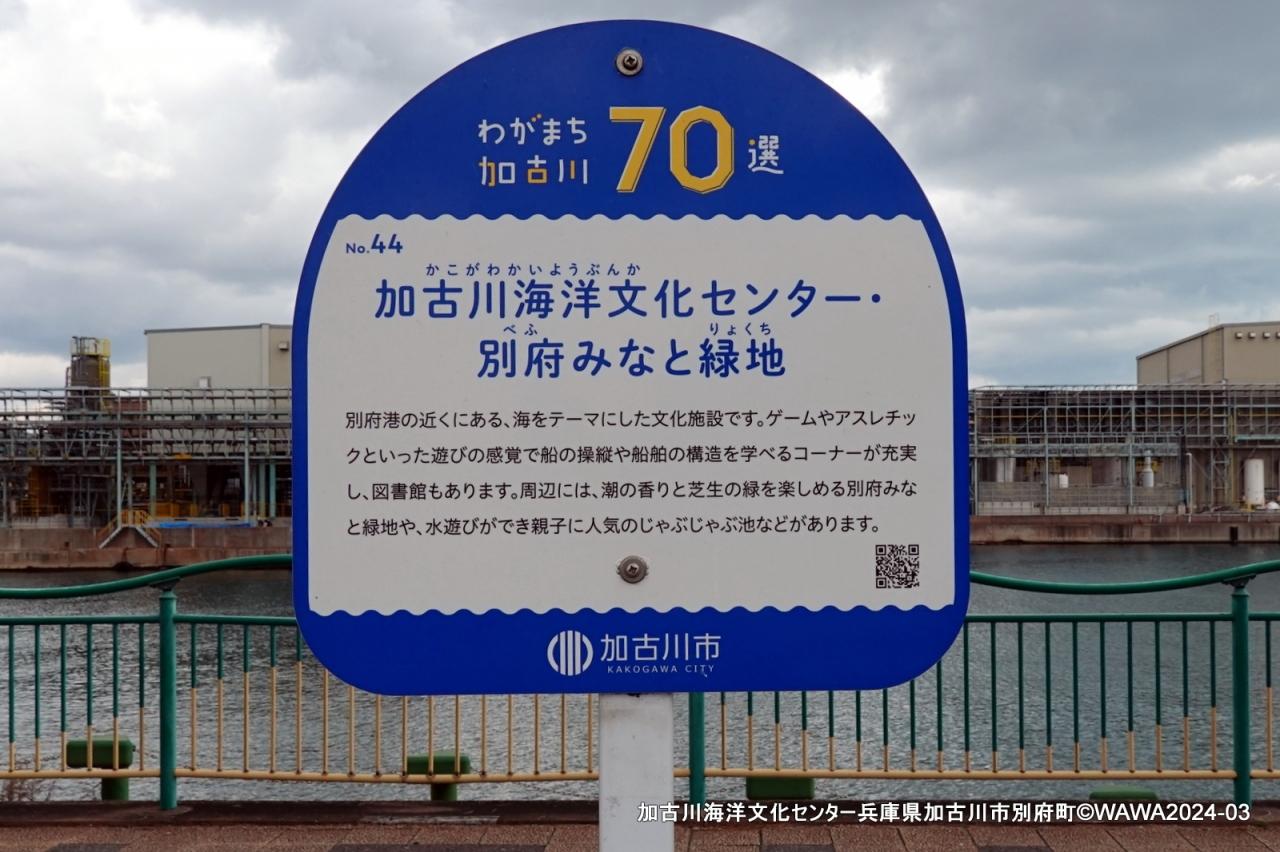 わがまち
加古川
70選
No.44
かこがわかいようぶんか
加古川海洋文化センター・
べふ りょくち
別府みなと緑地
別府港の近くにある、海をテーマにした文化施設です。ゲームやアスレチッ
クといった遊びの感覚で船の操縦や船舶の構造を学べるコーナーが充実
し、図書館もあります。周辺には、潮の香りと芝生の緑を楽しめる別府みな
と緑地や、水遊びができ親子に人気のじゃぶじゃぶ池などがあります。
加古川市
KAKOGAWA CITY
加古川海洋文化センター兵庫県加古川市別府町©WAWA2024-03